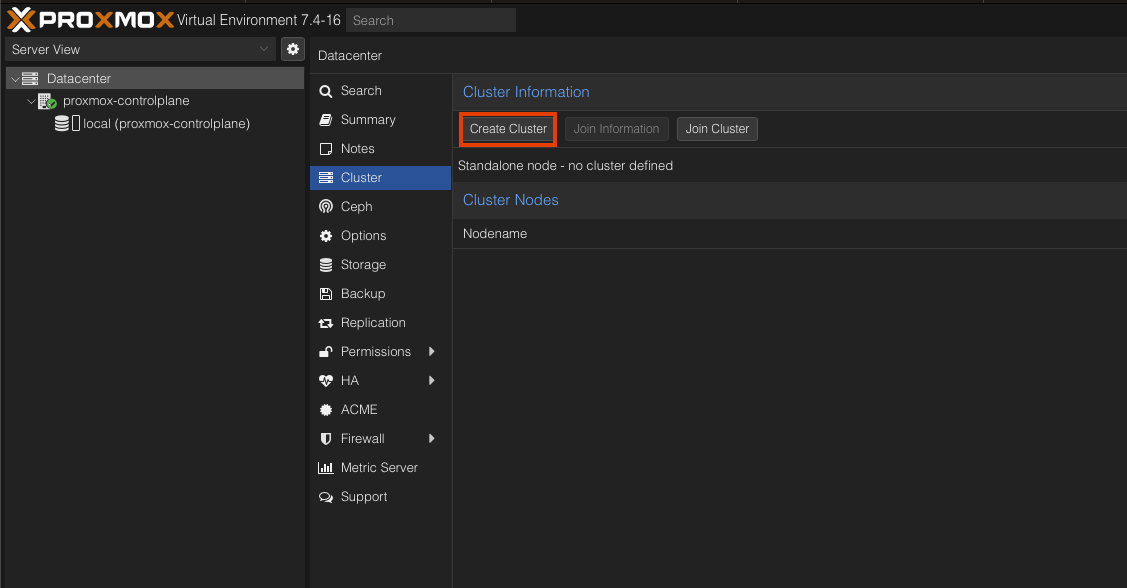 PROXMOX Virtual Environment 7.4-16 Search
Server View
Datacenter
proxmox-controlplane
local (proxmox-controlplane)
Datacenter
Search
Summary
Notes
Cluster
Ceph
Options
Storage
Backup
Replication
Permissions
HA
ACME
Firewall
Metric Server
Support
Cluster Information
Create Cluster Join Information Join Cluster
Standalone node - no cluster defined
Cluster Nodes
Nodename